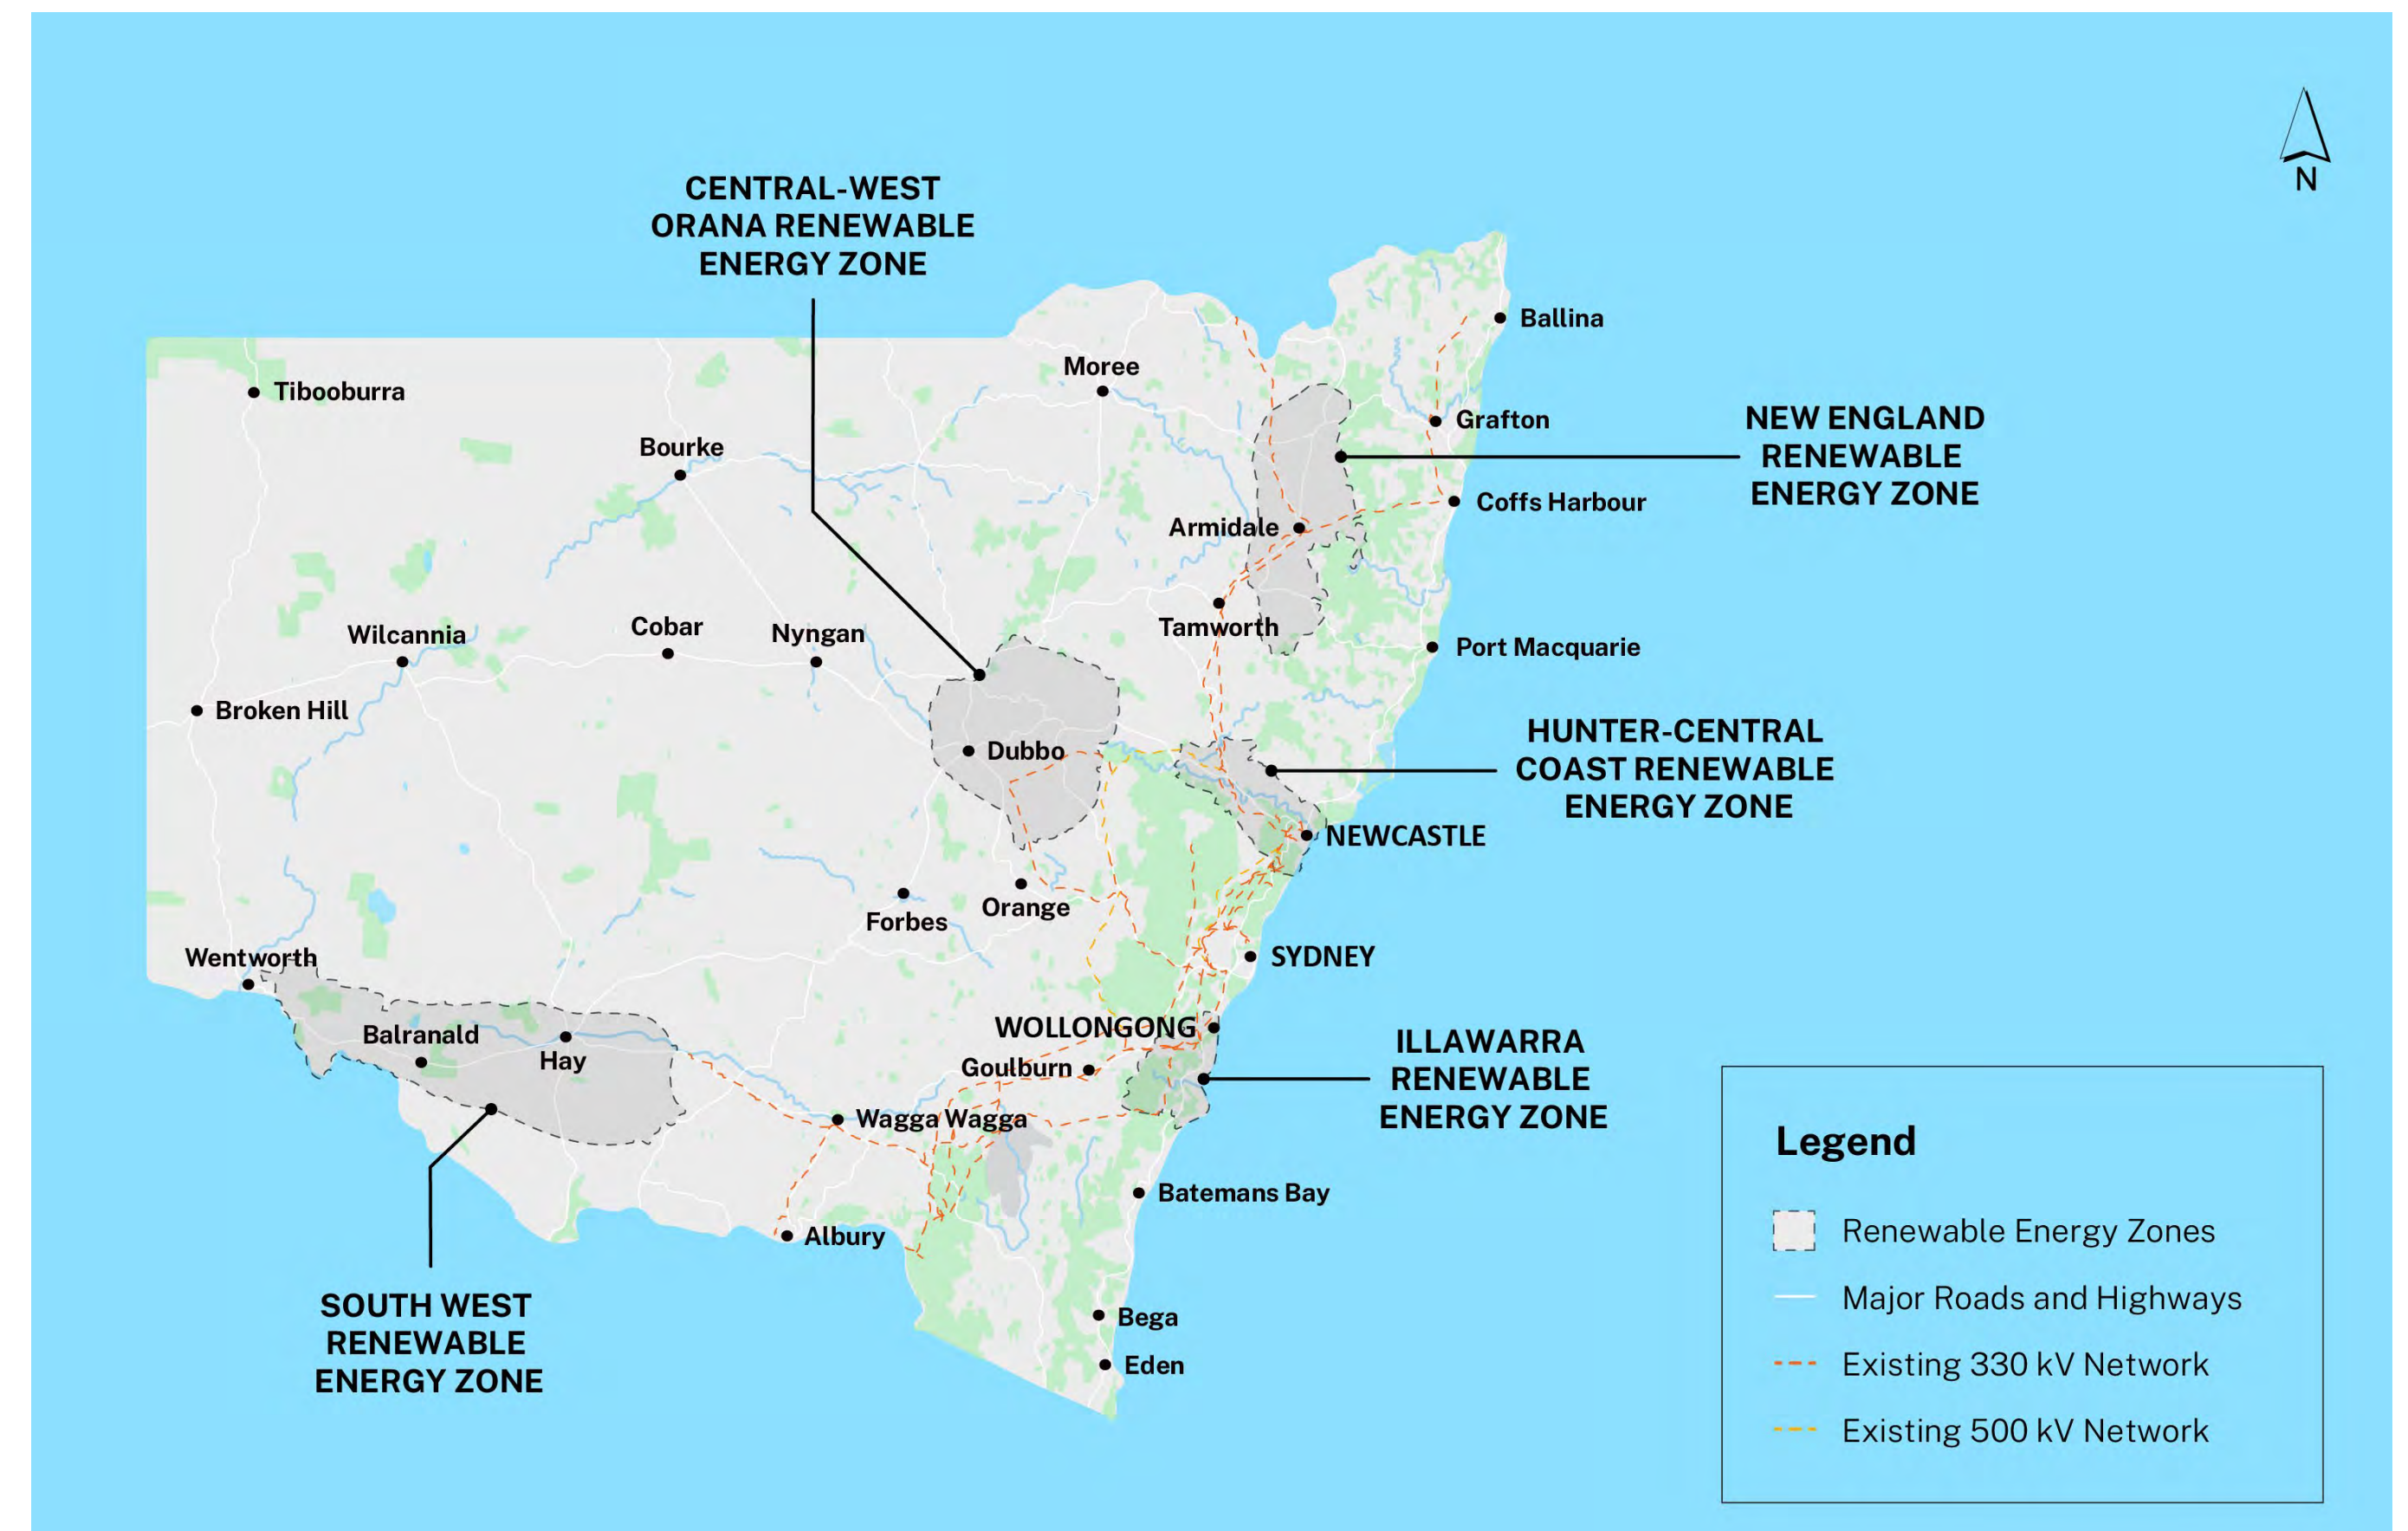 N
CENTRAL-WEST
ORANA RENEWABLE
ENERGY ZONE
Ballina
Moree
Tibooburra
Grafton
NEW ENGLAND
RENEWABLE
ENERGY ZONE
Bourke
Coffs Harbour
Armidale
Wilcannia
Cobar
Nyngan
Tamworth
Port Macquarie
Broken Hill
HUNTER-CENTRAL
COAST RENEWABLE
ENERGY ZONE
Dubbo
NEWCASTLE
Forbes
Orange
Wentworth
SYDNEY
WOLLONGONG
Balranald
Hay
Goulburn
ILLAWARRA
RENEWABLE
ENERGY ZONE
Wagga Wagga
Batemans Bay
Albury
SOUTH WEST
RENEWABLE
ENERGY ZONE
Bega
Eden
Legend
Renewable Energy Zones
Major Roads and Highways
Existing 330 kV Network
Existing 500 kV Network